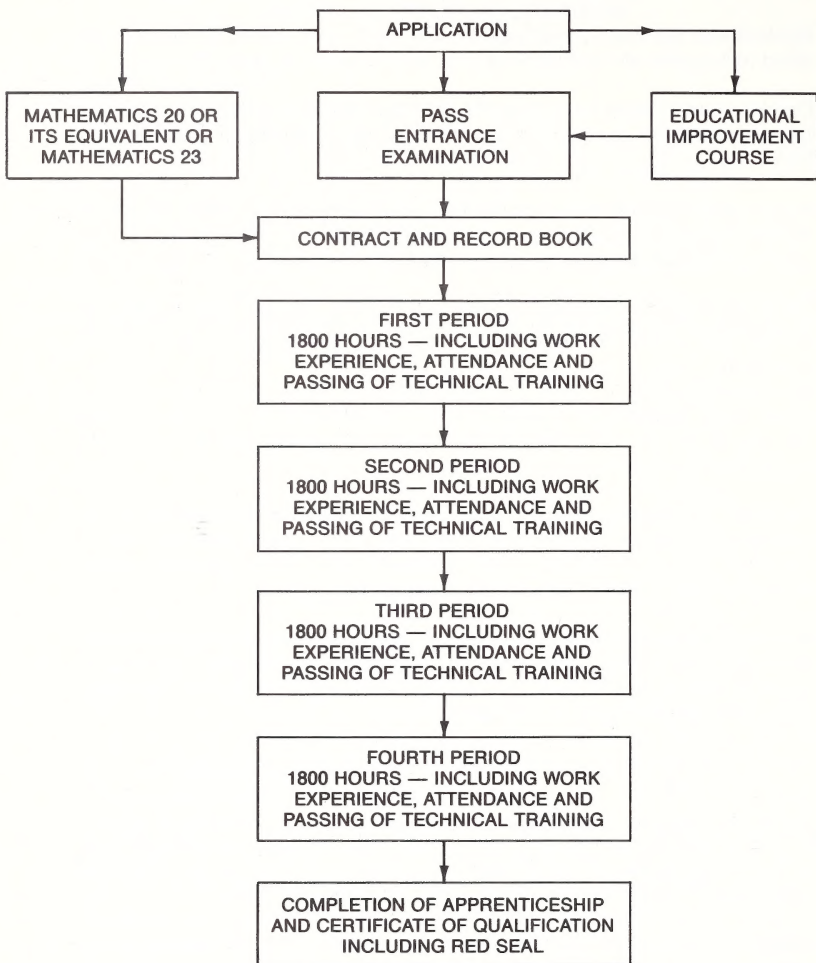 APPLICATION
MATHEMATICS 20 OR
ITS EQUIVALENT OR
MATHEMATICS 23
PASS
ENTRANCE
EXAMINATION
EDUCATIONAL
IMPROVEMENT
COURSE
CONTRACT AND RECORD BOOK
FIRST PERIOD
1800 HOURS — INCLUDING WORK
EXPERIENCE, ATTENDANCE AND
PASSING OF TECHNICAL TRAINING
SECOND PERIOD
1800 HOURS — INCLUDING WORK
EXPERIENCE, ATTENDANCE AND
PASSING OF TECHNICAL TRAINING
THIRD PERIOD
1800 HOURS — INCLUDING WORK
EXPERIENCE, ATTENDANCE AND
PASSING OF TECHNICAL TRAINING
FOURTH PERIOD
1800 HOURS — INCLUDING WORK
EXPERIENCE, ATTENDANCE AND
PASSING OF TECHNICAL TRAINING
COMPLETION OF APPRENTICESHIP
AND CERTIFICATE OF QUALIFICATION
INCLUDING RED SEAL